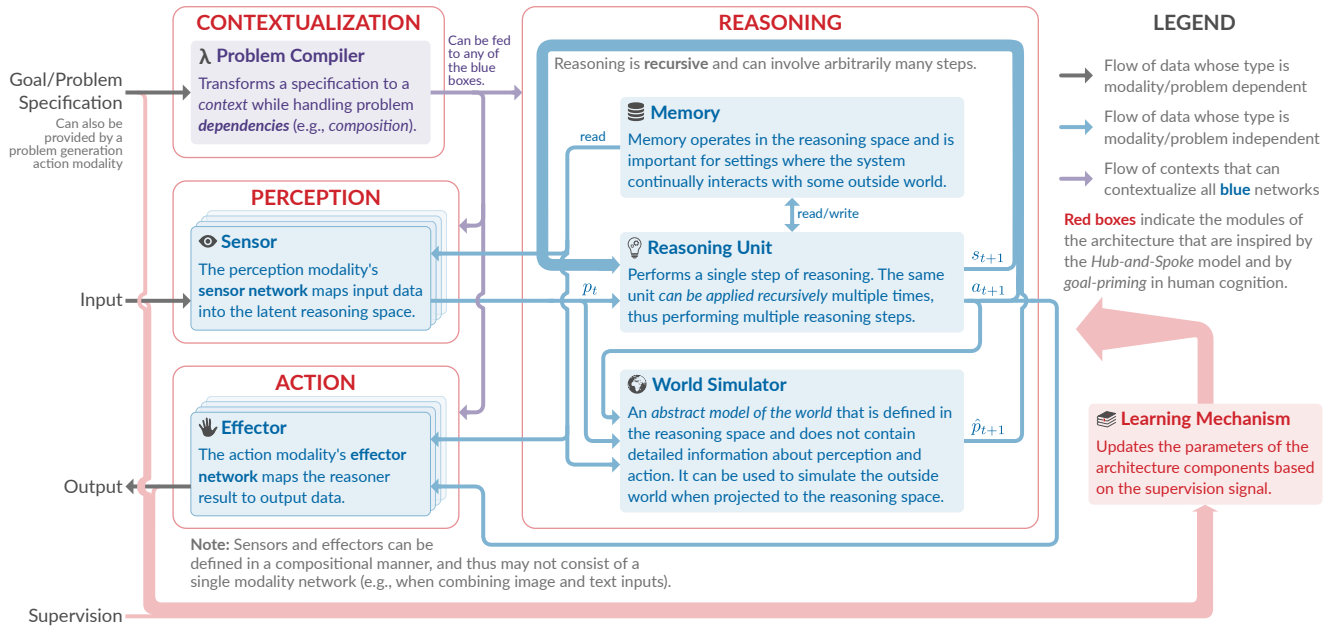 CONTEXTUALIZATION
λ Problem Compiler
Transforms a specification to a
context while handling problem
dependencies (e.g., composition).
Can be fed
to any of
the blue
boxes.
Goal/Problem
Specification
Can also be
provided by a
problem generation
action modality
PERCEPTION
Sensor
The perception modality's
sensor network maps input data
into the latent reasoning space.
Input
ACTION
Effector
The action modality's effector
network maps the reasoner
result to output data.
Output
Note: Sensors and effectors can be
defined in a compositional manner, and thus may not consist of a
single modality network (e.g., when combining image and text inputs).
Supervision
REASONING
Reasoning is recursive and can involve arbitrarily many steps.
Memory
Memory operates in the reasoning space and is
important for settings where the system
continually interacts with some outside world.
read
read/write
Reasoning Unit
Performs a single step of reasoning. The same
unit can be applied recursively multiple times,
thus performing multiple reasoning steps.
p_t
s_{t+1}
a_{t+1}
World Simulator
An abstract model of the world that is defined in
the reasoning space and does not contain
detailed information about perception and
action. It can be used to simulate the outside
world when projected to the reasoning space.
p̂_{t+1}
LEGEND
Flow of data whose type is
modality/problem dependent
Flow of data whose type is
modality/problem independent
Flow of contexts that can
contextualize all blue networks
Red boxes indicate the modules of
the architecture that are inspired by
the Hub-and-Spoke model and by
goal-priming in human cognition.
Learning Mechanism
Updates the parameters of the
architecture components based
on the supervision signal.